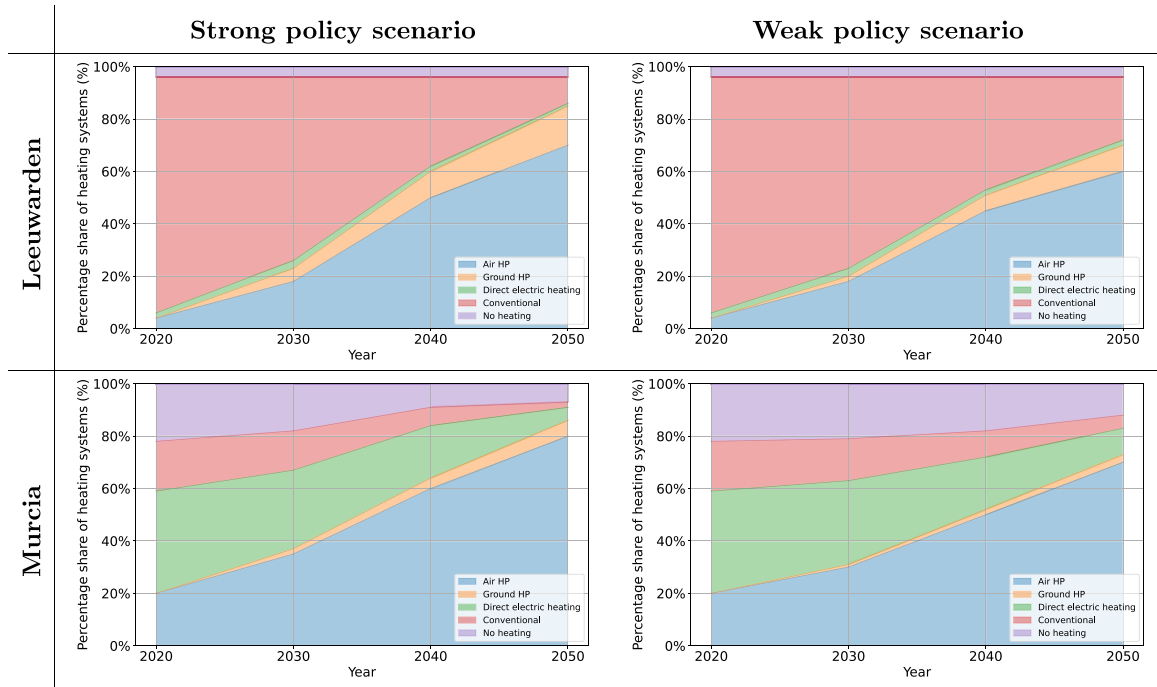 Strong policy scenario
Weak policy scenario
Leeuwarden
Percentage share of heating systems (%)
100%
80%
60%
40%
20%
0%
2020
2030
2040
2050
Year
Air HP
Ground HP
Direct electric heating
Conventional
No heating
Percentage share of heating systems (%)
100%
80%
60%
40%
20%
0%
2020
2030
2040
2050
Year
Air HP
Ground HP
Direct electric heating
Conventional
No heating
Murcia
Percentage share of heating systems (%)
100%
80%
60%
40%
20%
0%
2020
2030
2040
2050
Year
Air HP
Ground HP
Direct electric heating
Conventional
No heating
Percentage share of heating systems (%)
100%
80%
60%
40%
20%
0%
2020
2030
2040
2050
Year
Air HP
Ground HP
Direct electric heating
Conventional
No heating